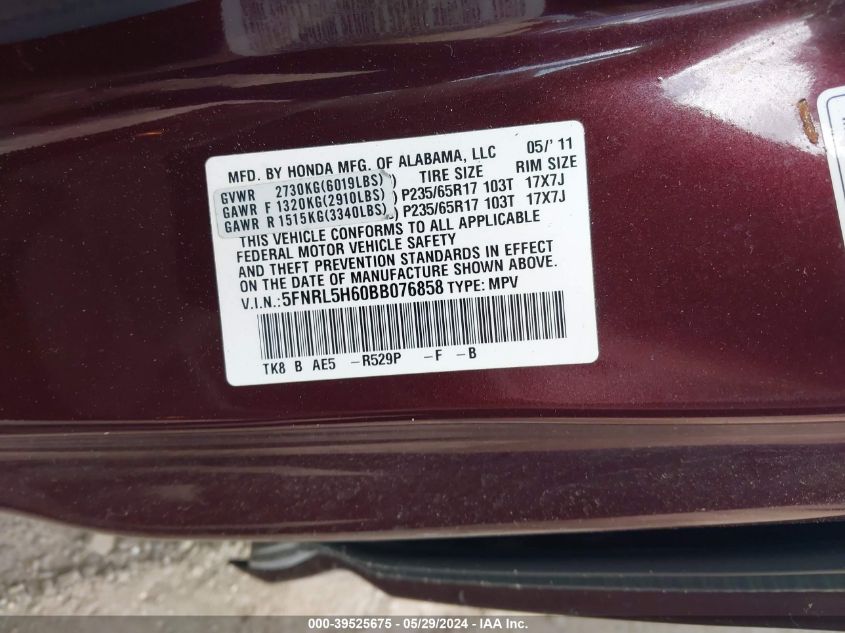 MFD. BY HONDA MFG. OF ALABAMA, LLC 05/'11
TIRE SIZE RIM SIZE
GVWR 2730KG(6019LBS)
GAWR F 1320KG(2910LBS) P235/65R17 103T 17X7J
GAWR R 1515KG(3340LBS) P235/65R17 103T 17X7J
THIS VEHICLE CONFORMS TO ALL APPLICABLE
FEDERAL MOTOR VEHICLE SAFETY
AND THEFT PREVENTION STANDARDS IN EFFECT
ON THE DATE OF MANUFACTURE SHOWN ABOVE.
V.I.N.:5FNRL5H60BB076858 TYPE: MPV
TK8 B AE5 -R529P -F -B
000-39525675 - 05/29/2024 - IAA Inc.